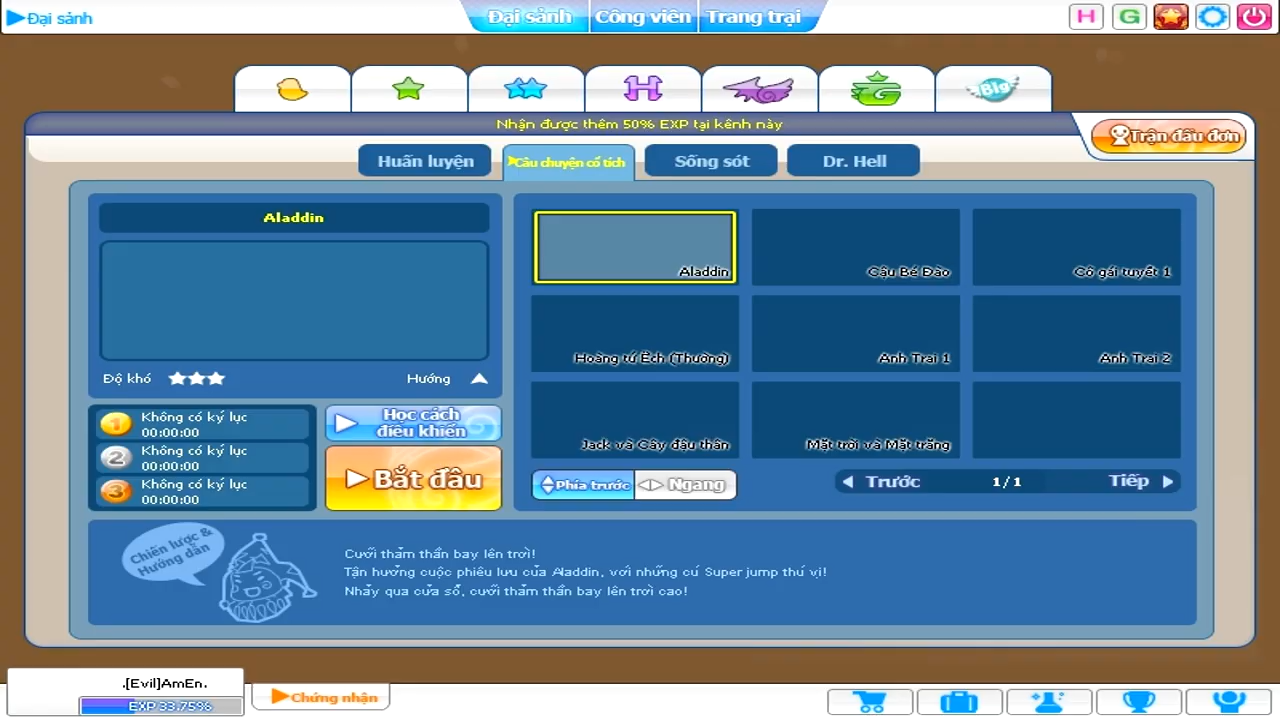 Đại sảnh
Đại sảnh
Công viên
Trang trại
H
G
H
G
Big
Nhận được thêm 50% EXP tại kênh này
Trận đấu đơn
Huấn luyện
Câu chuyện cổ tích
Sống sót
Dr. Hell
Aladdin
Độ khó
Hướng
1 Không có kỷ lục
00:00:00
2 Không có kỷ lục
00:00:00
3 Không có kỷ lục
00:00:00
Học cách
điều khiển
Bắt đầu
Aladdin
Cậu Bé Đào
Cô gái tuyết 1
Hoàng tử Ếch (Thường)
Anh Trai 1
Anh Trai 2
Jack và Cây đậu thần
Mặt trời và Mặt trăng
Phía trước
Ngang
Trước
1/1
Tiếp
Chiến lược &
Hướng dẫn
Cưỡi thảm thần bay lên trời!
Tận hưởng cuộc phiêu lưu của Aladdin, với những cú Super jump thú vị!
Nhảy qua cửa sổ, cưỡi thảm thần bay lên trời cao!
.[Evil]AmEn.
EXP 33.75%
Chứng nhận